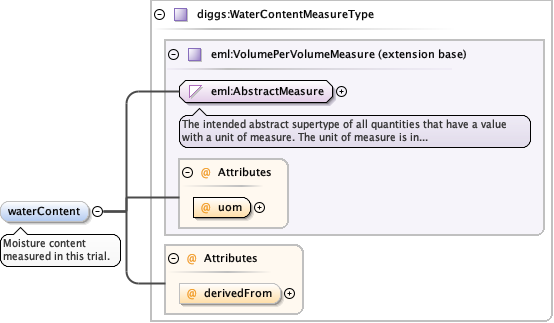 diggs:WaterContentMeasureType
eml:VolumePerVolumeMeasure (extension base)
eml:AbstractMeasure
The intended abstract supertype of all quantities that have a value
with a unit of measure. The unit of measure is in...
@ Attributes
@ uom
waterContent
Moisture content
measured in this trial.
@ Attributes
@ derivedFrom